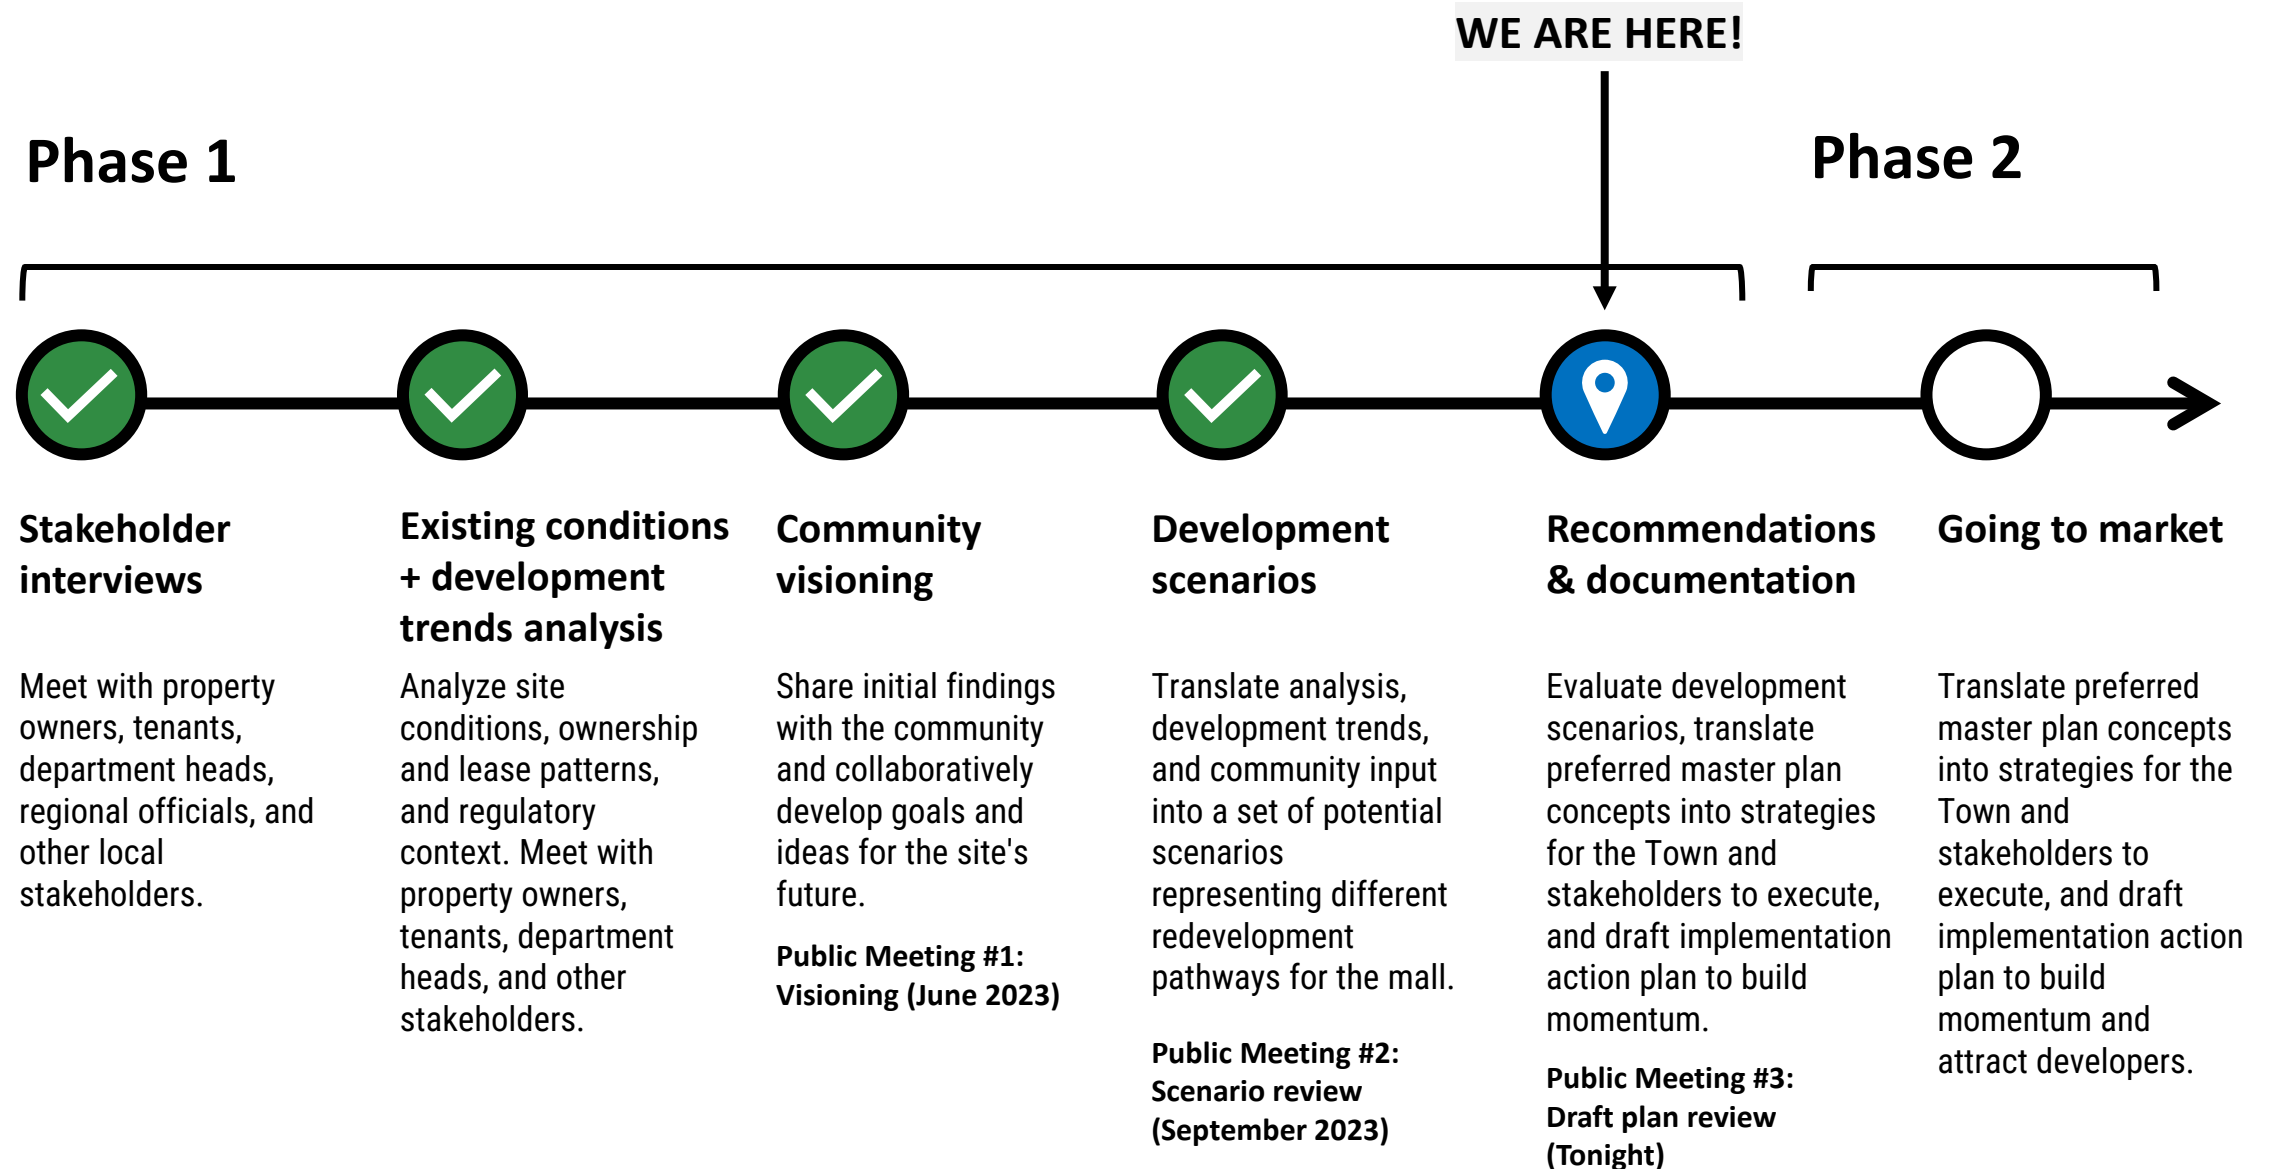 WE ARE HERE!
Phase 1
Phase 2
Stakeholder
interviews
Meet with property
owners, tenants,
department heads,
regional officials, and
other local
stakeholders.
Existing conditions
+ development
trends analysis
Analyze site
conditions, ownership
and lease patterns,
and regulatory
context. Meet with
property owners,
tenants, department
heads, and other
stakeholders.
Community
visioning
Share initial findings
with the community
and collaboratively
develop goals and
ideas for the site's
future.
Public Meeting #1:
Visioning (June 2023)
Development
scenarios
Translate analysis,
development trends,
and community input
into a set of potential
scenarios
representing different
redevelopment
pathways for the mall.
Public Meeting #2:
Scenario review
(September 2023)
Recommendations
& documentation
Evaluate development
scenarios, translate
preferred master plan
concepts into strategies
for the Town and
stakeholders to execute,
and draft implementation
action plan to build
momentum.
Public Meeting #3:
Draft plan review
(Tonight)
Going to market
Translate preferred
master plan concepts
into strategies for the
Town and
stakeholders to
execute, and draft
implementation action
plan to build
momentum and
attract developers.